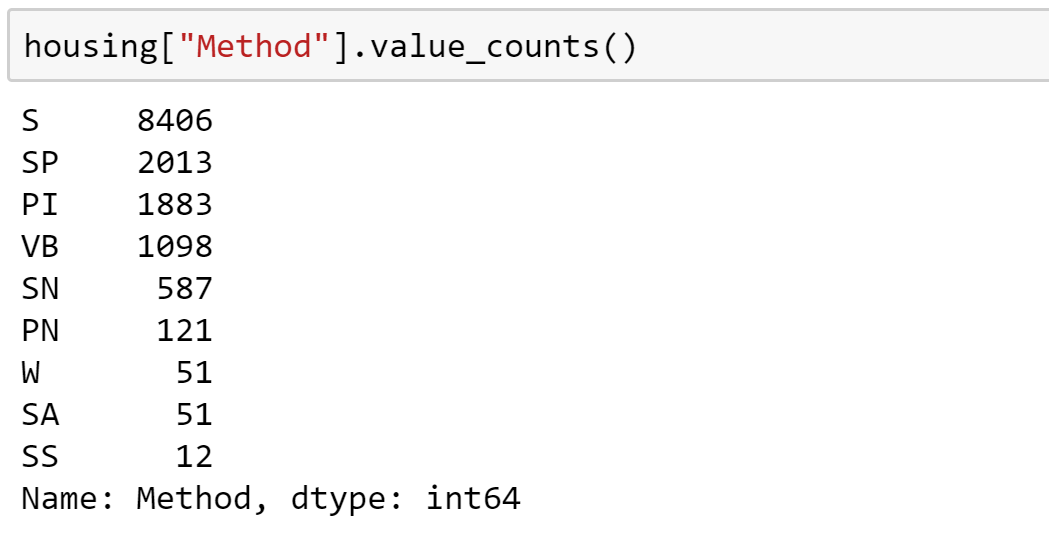 housing["Method"].value_counts()
S     8406
SP    2013
PI    1883
VB    1098
SN     587
PN     121
W       51
SA      51
SS      12
Name: Method, dtype: int64